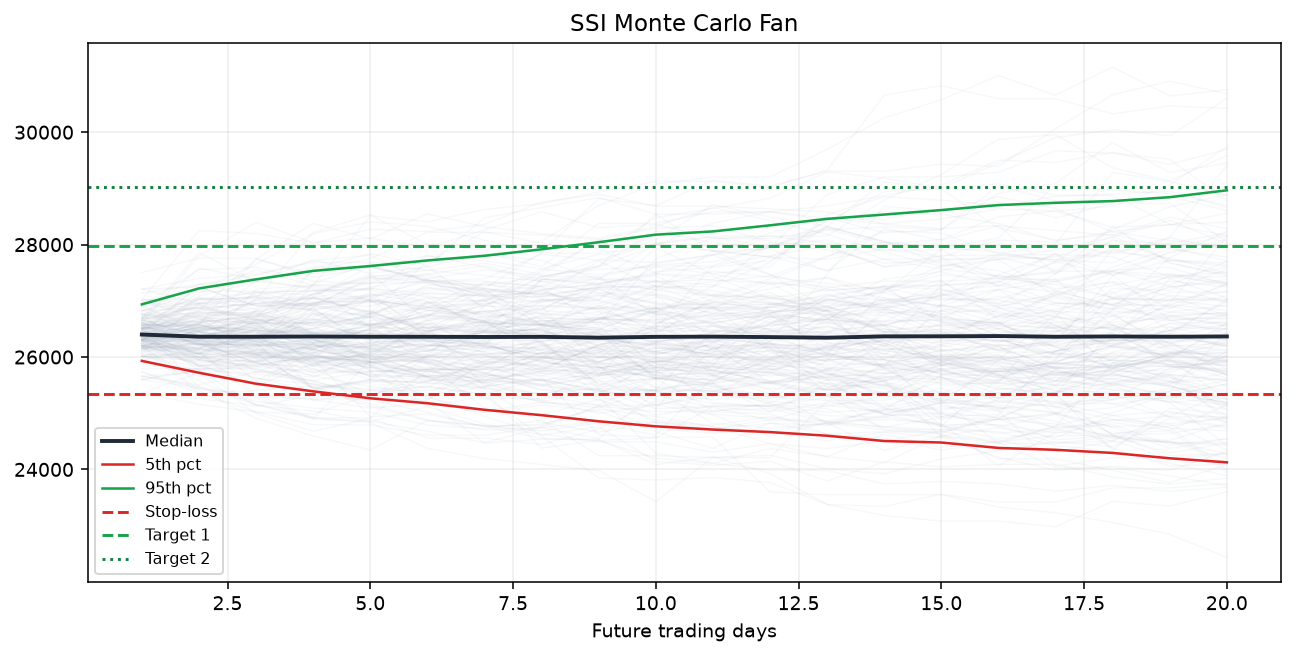 SSI Monte Carlo Fan
30000
28000
26000
24000
Median
5th pct
95th pct
Stop-loss
Target 1
Target 2
2.5 5.0 7.5 10.0 12.5 15.0 17.5 20.0
Future trading days